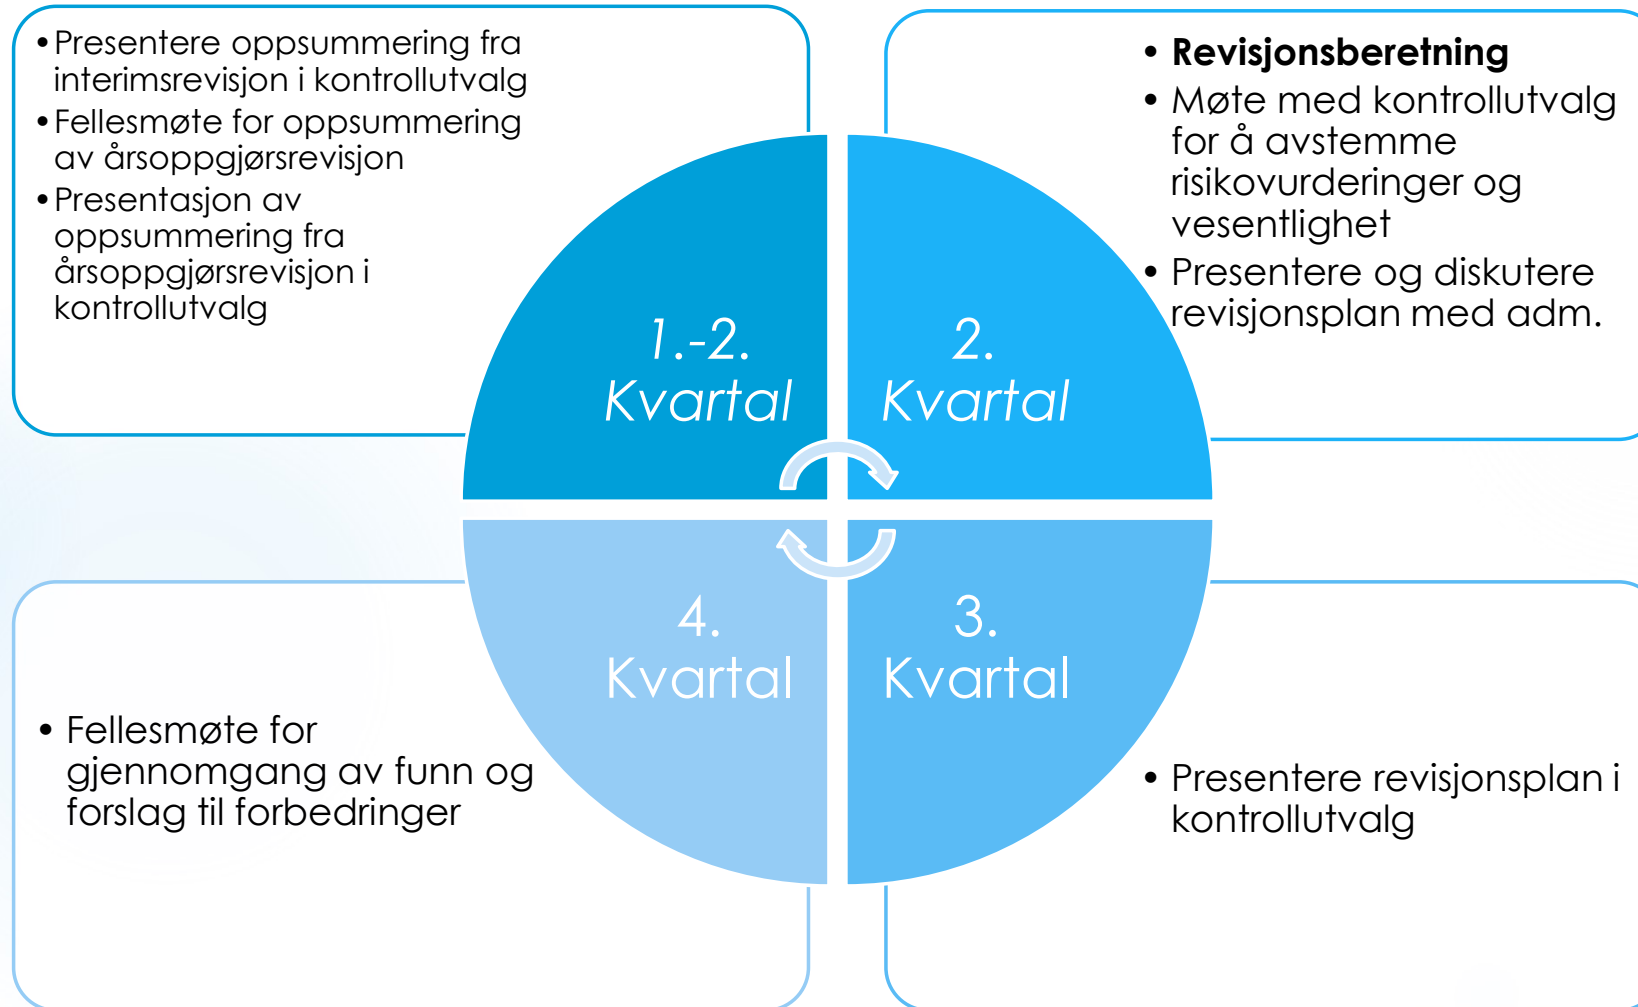 •Presentere oppsummering fra
interimsrevisjon i kontrollutvalg
•Fellesmøte for oppsummering
av årsoppgjørsrevisjon
•Presentasjon av
oppsummering fra
årsoppgjørsrevisjon i
kontrollutvalg
1.-2.
Kvartal
• Revisjonsberetning
• Møte med kontrollutvalg
for å avstemme
risikovurderinger og
vesentlighet
• Presentere og diskutere
revisjonsplan med adm.
2.
Kvartal
• Fellesmøte for
gjennomgang av funn og
forslag til forbedringer
4.
Kvartal
3.
Kvartal
• Presentere revisjonsplan i
kontrollutvalg